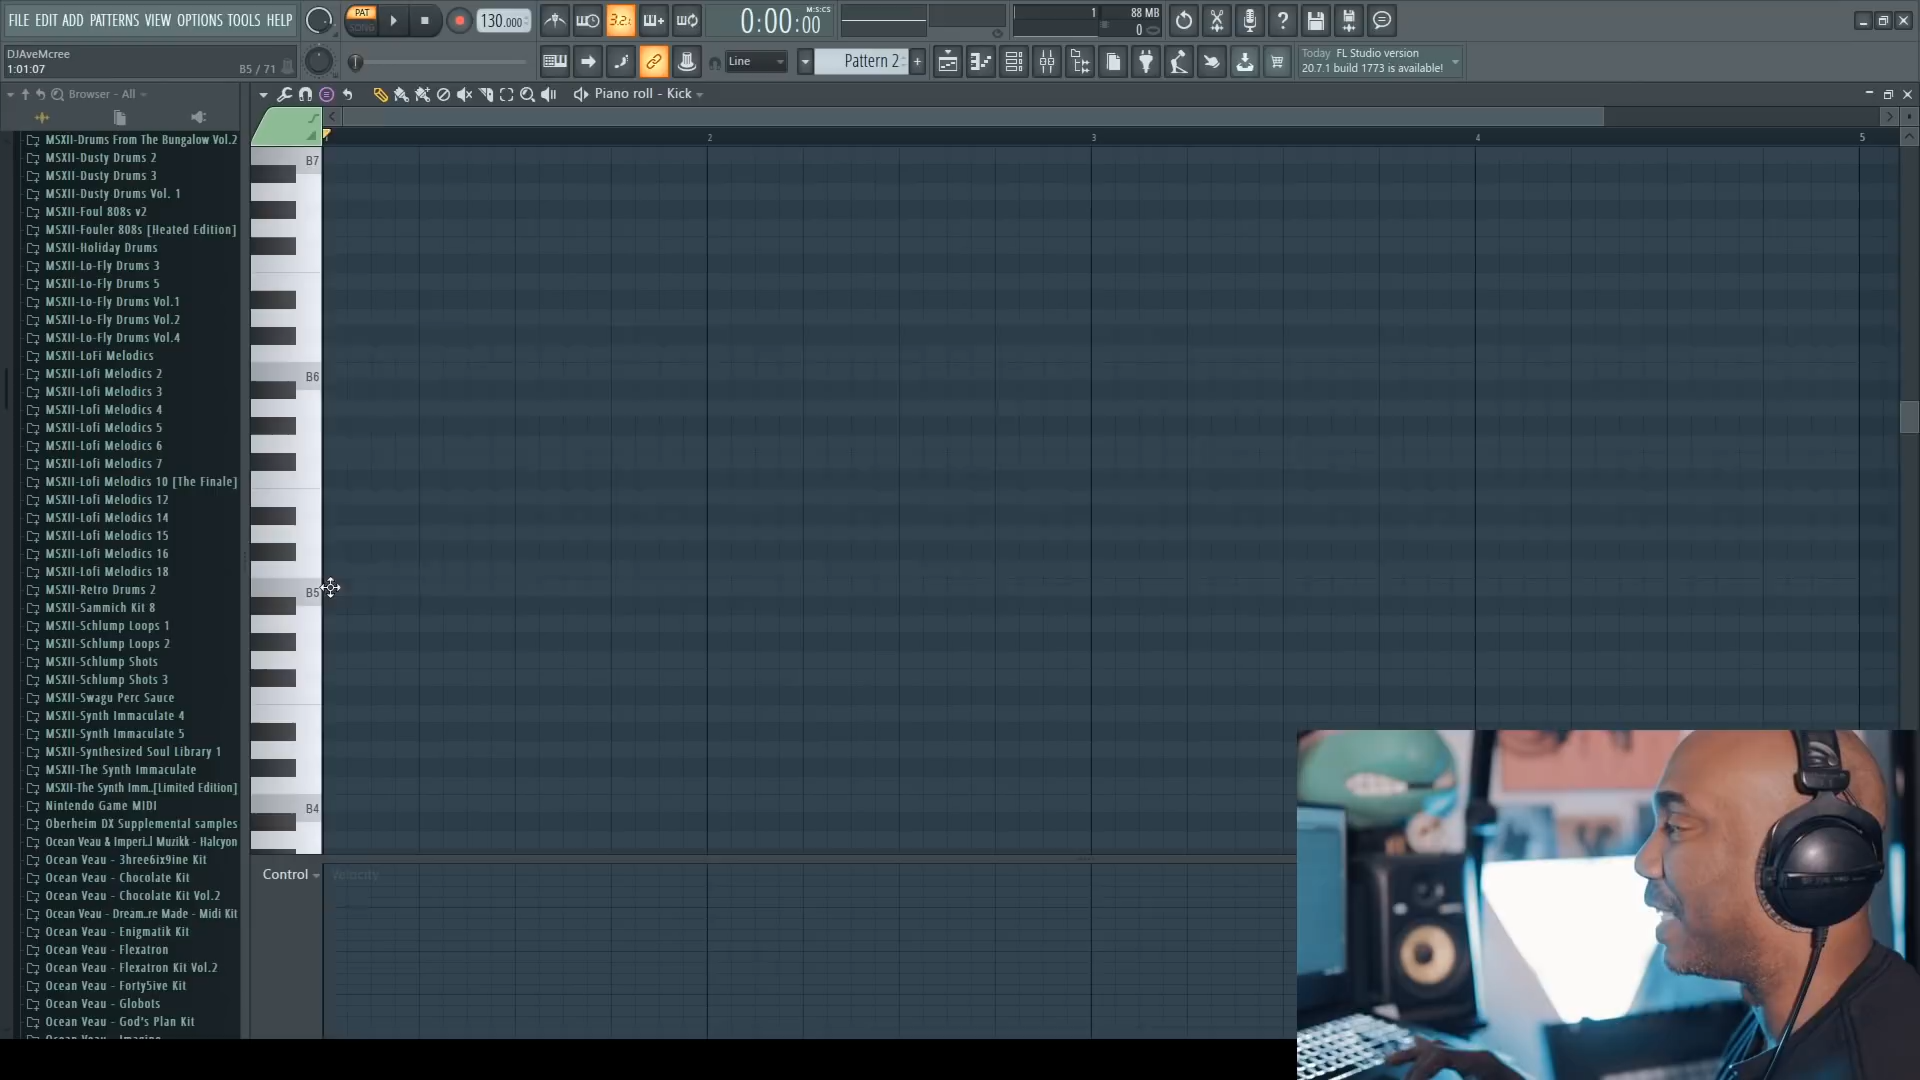 FILE EDIT ADD PATTERNS VIEW OPTIONS TOOLS HELP
PAT
SONG
130.000
3.2.
0:00:00
M:S:CS
1
88 MB
0
DJAveMcree
1:01:07
B5 / 71
Line
Pattern 2
Today FL Studio version
20.7.1 build 1773 is available!
Browser - All
Piano roll - Kick
MSXII-Drums From The Bungalow Vol.2
MSXII-Dusty Drums 2
MSXII-Dusty Drums 3
MSXII-Dusty Drums Vol. 1
MSXII-Foul 808s v2
MSXII-Fouler 808s [Heated Edition]
MSXII-Holiday Drums
MSXII-Lo-Fly Drums 3
MSXII-Lo-Fly Drums 5
MSXII-Lo-Fly Drums Vol.1
MSXII-Lo-Fly Drums Vol.2
MSXII-Lo-Fly Drums Vol.4
MSXII-LoFi Melodics
MSXII-Lofi Melodics 2
MSXII-Lofi Melodics 3
MSXII-Lofi Melodics 4
MSXII-Lofi Melodics 5
MSXII-Lofi Melodics 6
MSXII-Lofi Melodics 7
MSXII-Lofi Melodics 10 [The Finale]
MSXII-Lofi Melodics 12
MSXII-Lofi Melodics 14
MSXII-Lofi Melodics 15
MSXII-Lofi Melodics 16
MSXII-Lofi Melodics 18
MSXII-Retro Drums 2
MSXII-Sammich Kit 8
MSXII-Schlump Loops 1
MSXII-Schlump Loops 2
MSXII-Schlump Shots
MSXII-Schlump Shots 3
MSXII-Swagu Perc Sauce
MSXII-Synth Immaculate 4
MSXII-Synth Immaculate 5
MSXII-Synthesized Soul Library 1
MSXII-The Synth Immaculate
MSXII-The Synth Imm..[Limited Edition]
Nintendo Game MIDI
Oberheim DX Supplemental samples
Ocean Veau & Imperi..l Muzikk - Halcyon
Ocean Veau - 3hree6ix9ine Kit
Ocean Veau - Chocolate Kit
Ocean Veau - Chocolate Kit Vol.2
Ocean Veau - Dream..re Made - Midi Kit
Ocean Veau - Enigmatik Kit
Ocean Veau - Flexatron
Ocean Veau - Flexatron Kit Vol.2
Ocean Veau - Forty5ive Kit
Ocean Veau - Globots
Ocean Veau - God's Plan Kit
2
3
4
5
B7
B6
B5
B4
Control
Velocity